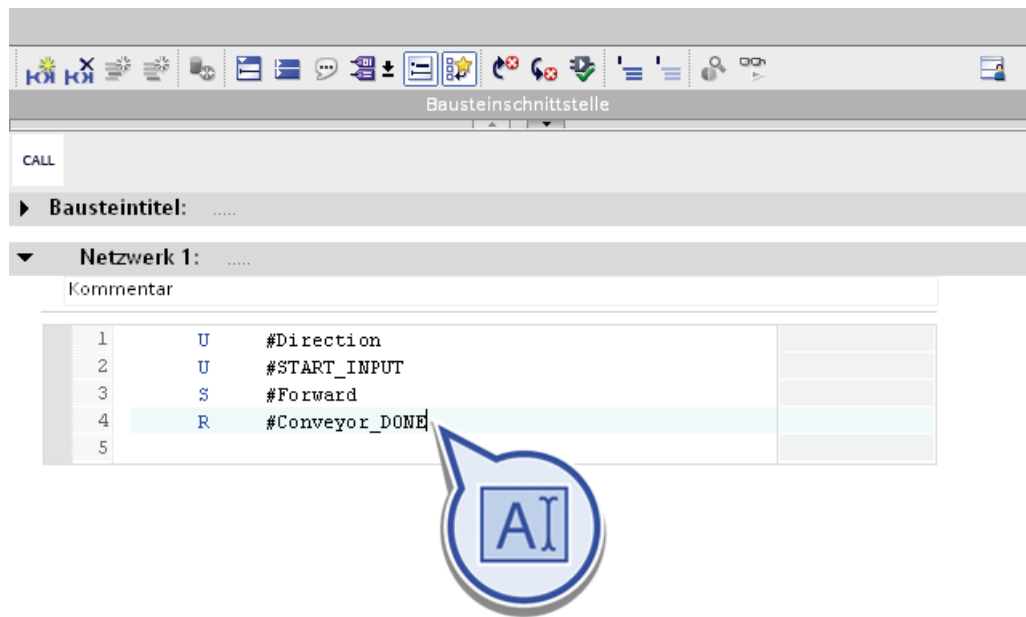 Bausteinschnittstelle
CALL
Bausteintitel: .....
Netzwerk 1: .....
Kommentar
1 U #Direction
2 U #START_INPUT
3 S #Forward
4 R #Conveyor_DONE
5
A